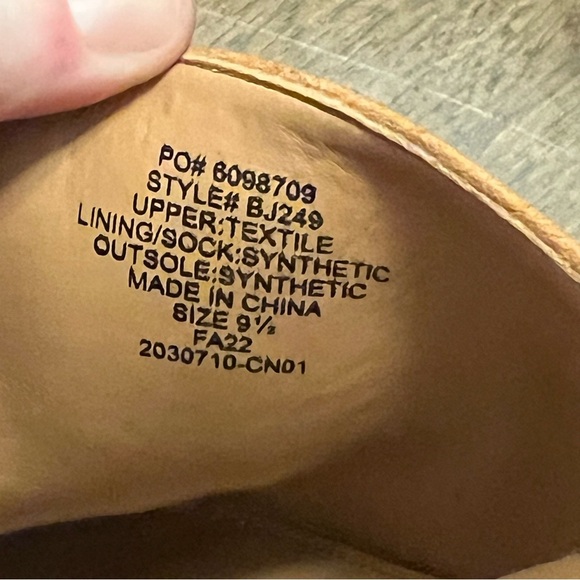 PO# 6098709
STYLE# BJ249
UPPER:TEXTILE
LINING/SOCK:SYNTHETIC
OUTSOLE:SYNTHETIC
MADE IN CHINA
SIZE 9½
FA22
2030710-CN01